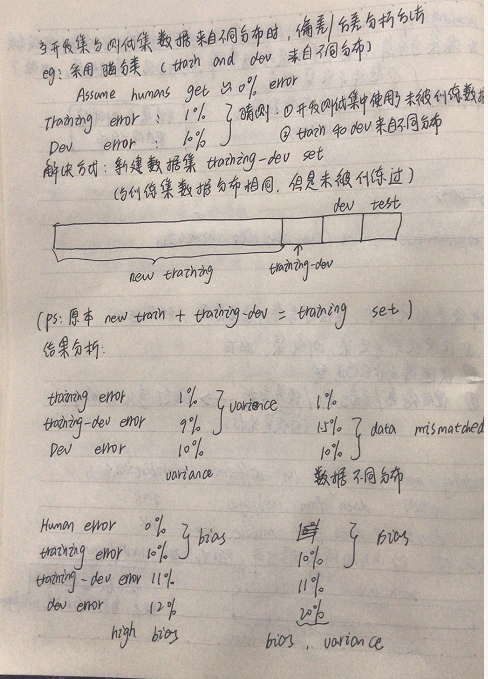 当开发集与测试集数据来自不同分布时，偏差/方差分析方法
eg: 采用猫分类 (train and dev 来自不同分布)
Assume humans get ≈ 0% error
Training error: 1%
Dev error: 10%
猜测: ① 开发测试集中使用了未被训练数据
② train 和 dev 来自不同分布
解决方式: 新建数据集 training-dev set
(与训练集数据分布相同, 但是未被训练过)
dev test
new training training-dev
(ps: 原本 new train + training-dev = training set)
结果分析:
training error 1% variance 1%
training-dev error 9% 1.5% data mismatched
Dev error 10% 10%
variance 数据不同分布
Human error 0% bias
training error 10% 10% Bias
training-dev error 11% 11%
dev error 12% 20%
high bias bias, variance